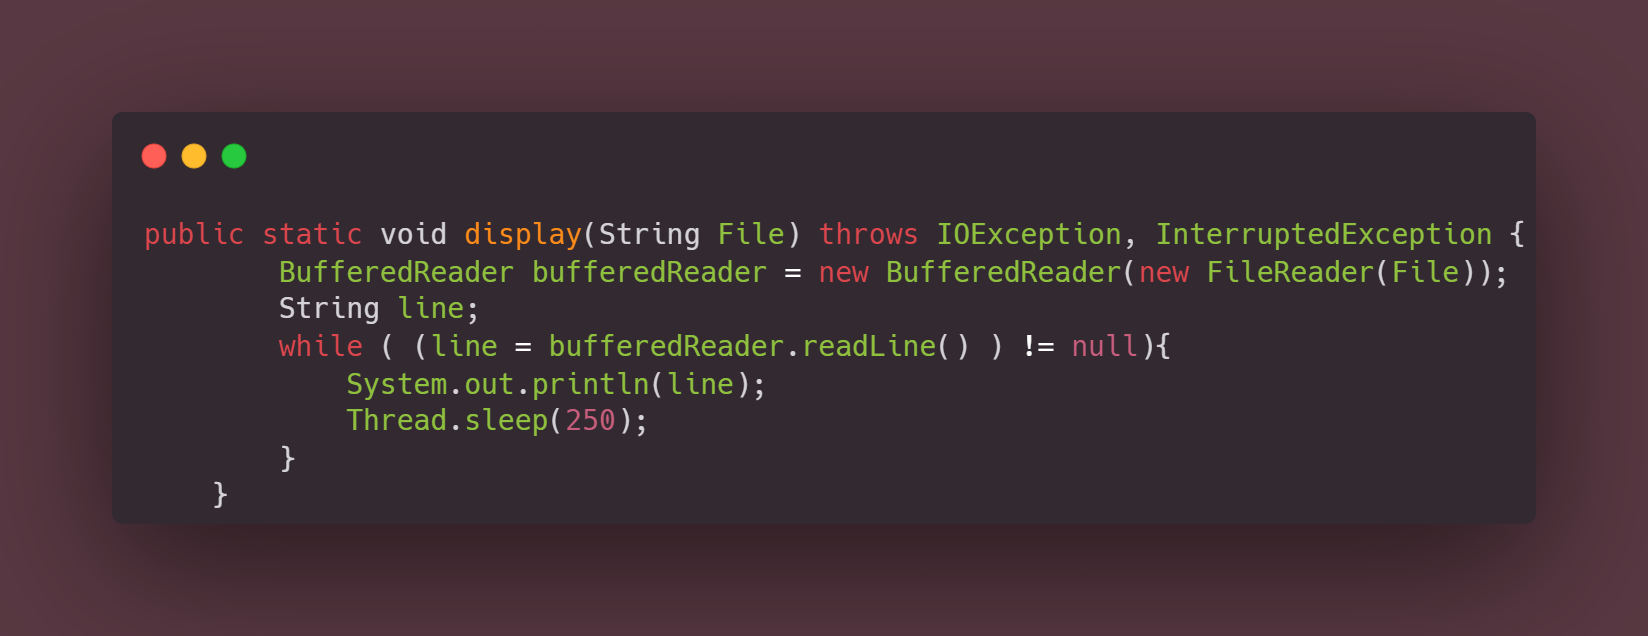 public static void display(String File) throws IOException, InterruptedException {
        BufferedReader bufferedReader = new BufferedReader(new FileReader(File));
        String line;
        while ( (line = bufferedReader.readLine() ) != null){
            System.out.println(line);
            Thread.sleep(250);
        }
    }